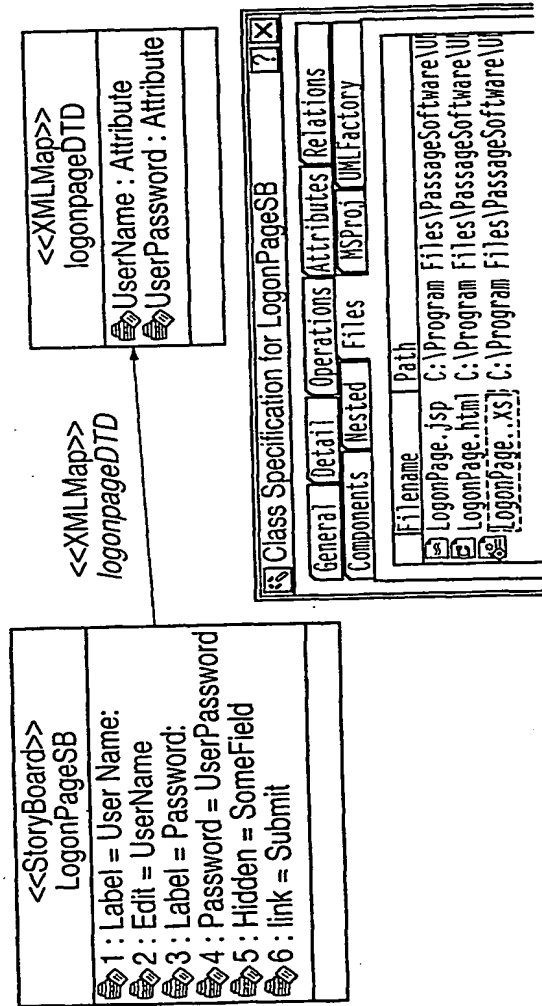 <<StoryBoard>>
LogonPageSB
1 : Label = User Name:
2 : Edit = UserName
3 : Label = Password:
4 : Password = UserPassword
5 : Hidden = SomeField
6 : link = Submit
<<XMLMap>>
logonpageDTD
<<XMLMap>>
logonpageDTD
UserName : Attribute
UserPassword : Attribute
Class Specification for LogonPageSB ? X
General Detail Operations Attributes Relations
Components Nested Files MSProj UMLFactory
Filename Path
LogonPage.jsp C:\Program Files\PassageSoftware\U
LogonPage.html C:\Program Files\PassageSoftware\U
LogonPage..xsl C:\Program Files\PassageSoftware\U